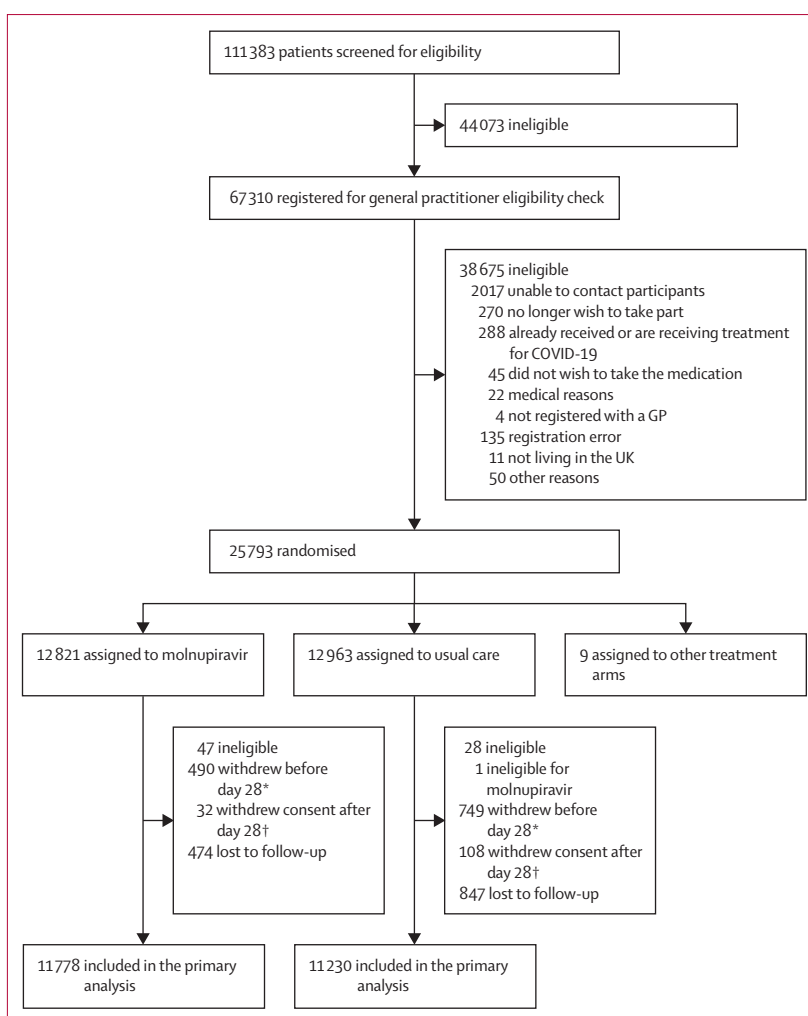 111 383 patients screened for eligibility
44 073 ineligible
67 310 registered for general practitioner eligibility check
38 675 ineligible
2017 unable to contact participants
270 no longer wish to take part
288 already received or are receiving treatment
for COVID-19
45 did not wish to take the medication
22 medical reasons
4 not registered with a GP
135 registration error
11 not living in the UK
50 other reasons
25 793 randomised
12 821 assigned to molnupiravir
12 963 assigned to usual care
9 assigned to other treatment
arms
47 ineligible
490 withdrew before
day 28*
32 withdrew consent after
day 28†
474 lost to follow-up
28 ineligible
1 ineligible for
molnupiravir
749 withdrew before
day 28*
108 withdrew consent after
day 28†
847 lost to follow-up
11 778 included in the primary
analysis
11 230 included in the primary
analysis